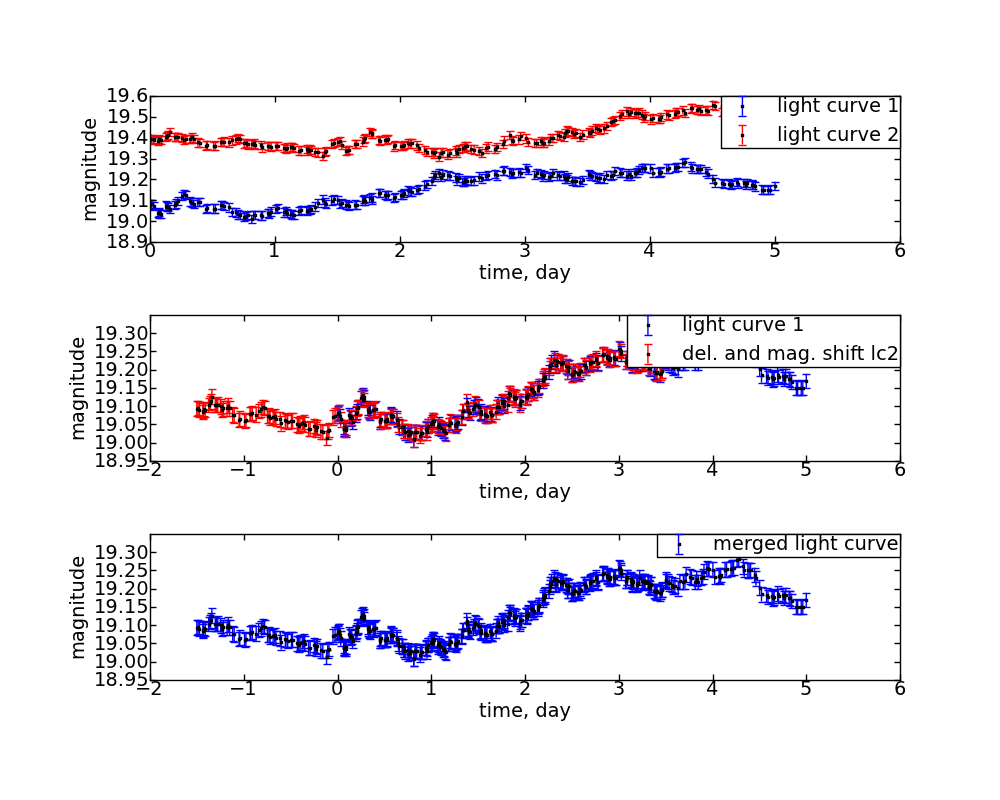 19.6
19.5
19.4
19.3
19.2
19.1
19.0
18.9
magnitude
light curve 1
light curve 2
0 1 2 3 4 5 6
time, day
19.30
19.25
19.20
19.15
19.10
19.05
19.00
18.95
magnitude
light curve 1
del. and mag. shift lc2
−2 −1 0 1 2 3 4 5 6
time, day
19.30
19.25
19.20
19.15
19.10
19.05
19.00
18.95
magnitude
merged light curve
−2 −1 0 1 2 3 4 5 6
time, day